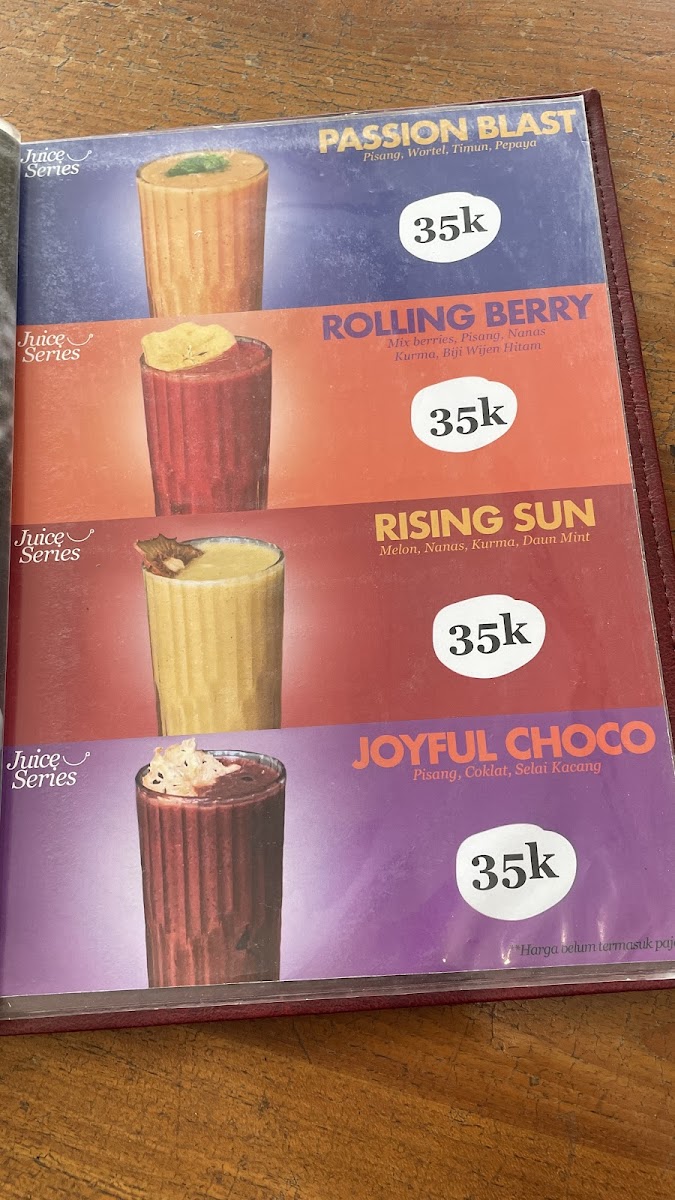 Juice
Series
PASSION BLAST
Pisang, Wortel, Timun, Pepaya
35k
Juice
Series
ROLLING BERRY
Mix berries, Pisang, Nanas
Kurma, Biji Wijen Hitam
35k
Juice
Series
RISING SUN
Melon, Nanas, Kurma, Daun Mint
35k
Juice
Series
JOYFUL CHOCO
Pisang, Coklat, Selai Kacang
35k
**Harga belum termasuk paja